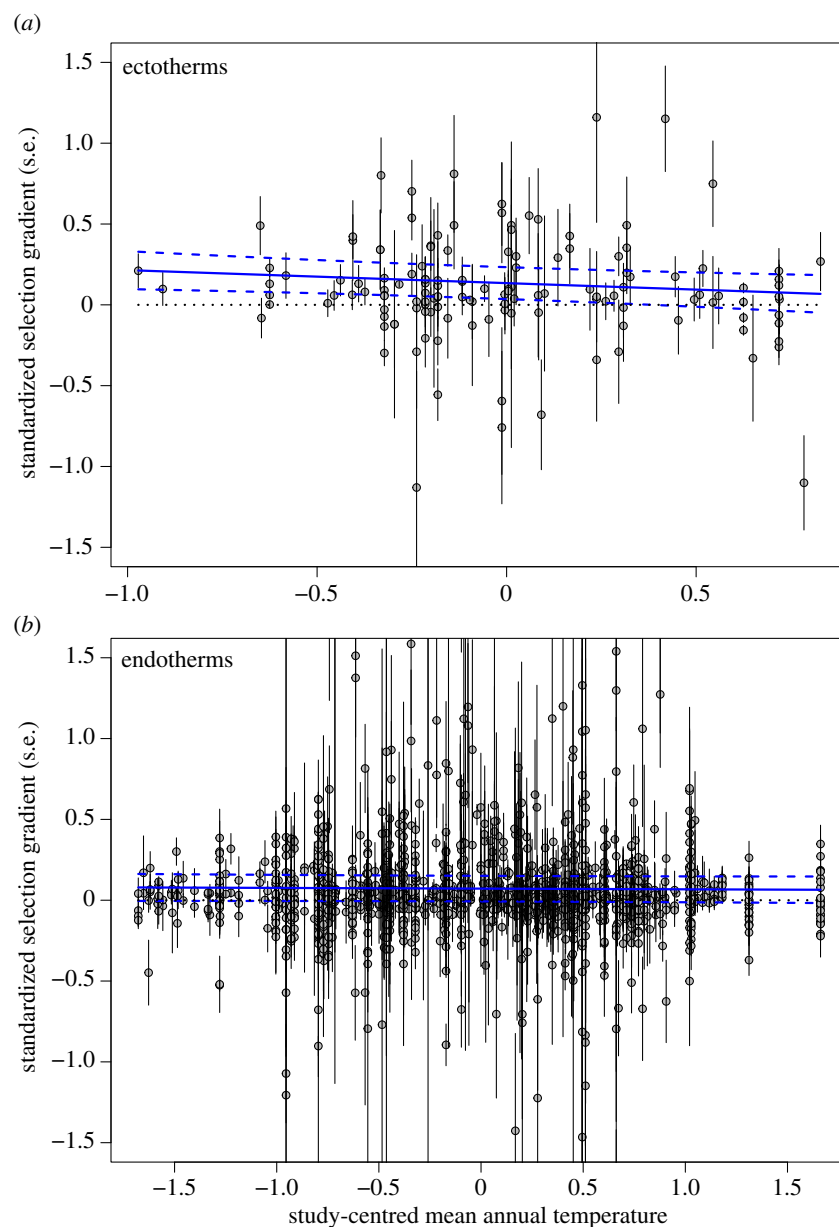 (a)
ectotherms
standardized selection gradient (s.e.)
1.5
1.0
0.5
0
−0.5
−1.0
−1.5
−1.0 −0.5 0 0.5
(b)
endotherms
standardized selection gradient (s.e.)
1.5
1.0
0.5
0
−0.5
−1.0
−1.5
−1.5 −1.0 −0.5 0 0.5 1.0 1.5
study-centred mean annual temperature